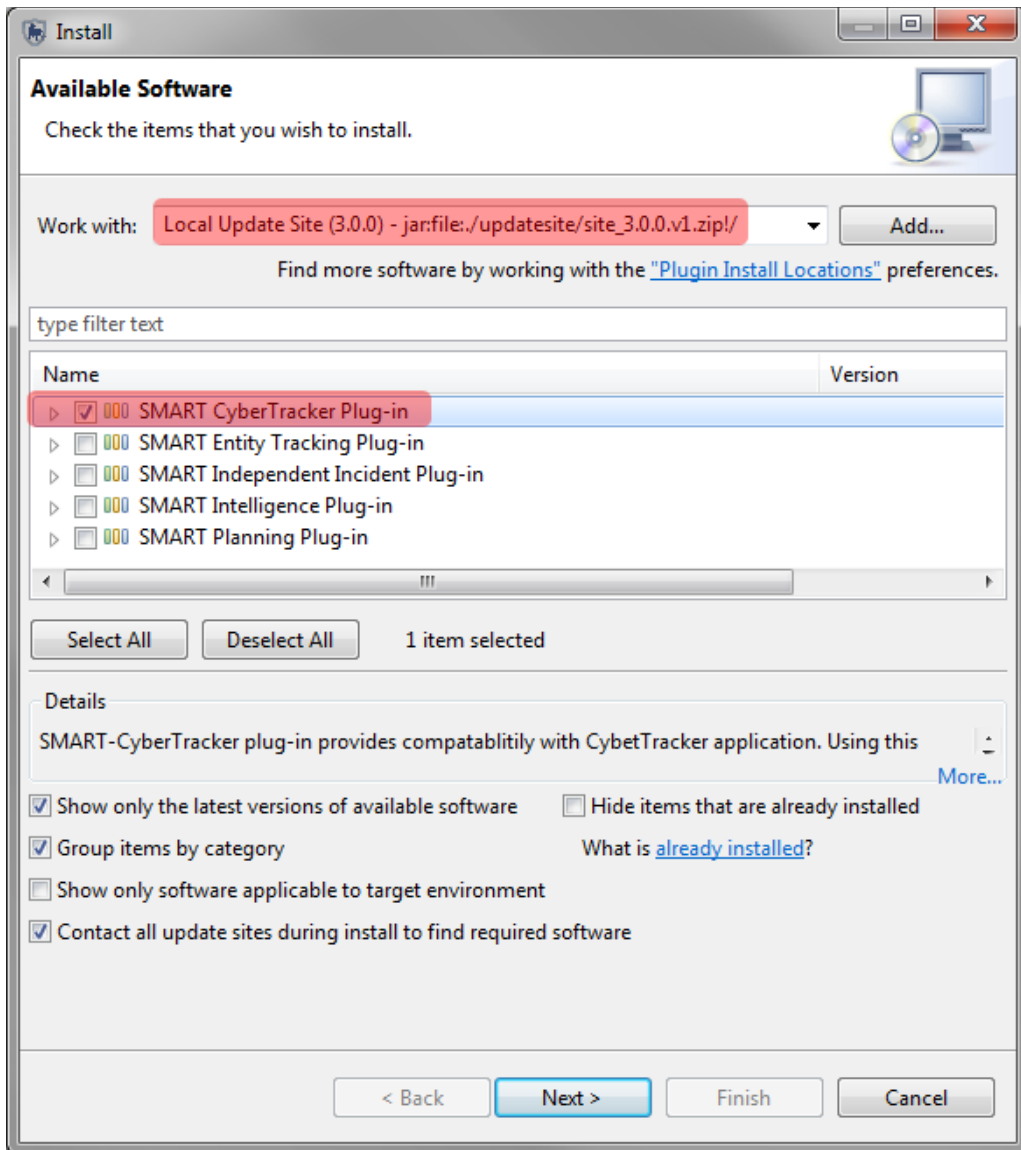 Install
Available Software
Check the items that you wish to install.
Work with: Local Update Site (3.0.0) - jar:file:./updatesite/site_3.0.0.v1.zip!/ Add...
Find more software by working with the "Plugin Install Locations" preferences.
type filter text
Name Version
SMART CyberTracker Plug-in
SMART Entity Tracking Plug-in
SMART Independent Incident Plug-in
SMART Intelligence Plug-in
SMART Planning Plug-in
Select All Deselect All 1 item selected
Details
SMART-CyberTracker plug-in provides compatablitily with CybetTracker application. Using this
More...
Show only the latest versions of available software Hide items that are already installed
Group items by category What is already installed?
Show only software applicable to target environment
Contact all update sites during install to find required software
< Back Next > Finish Cancel